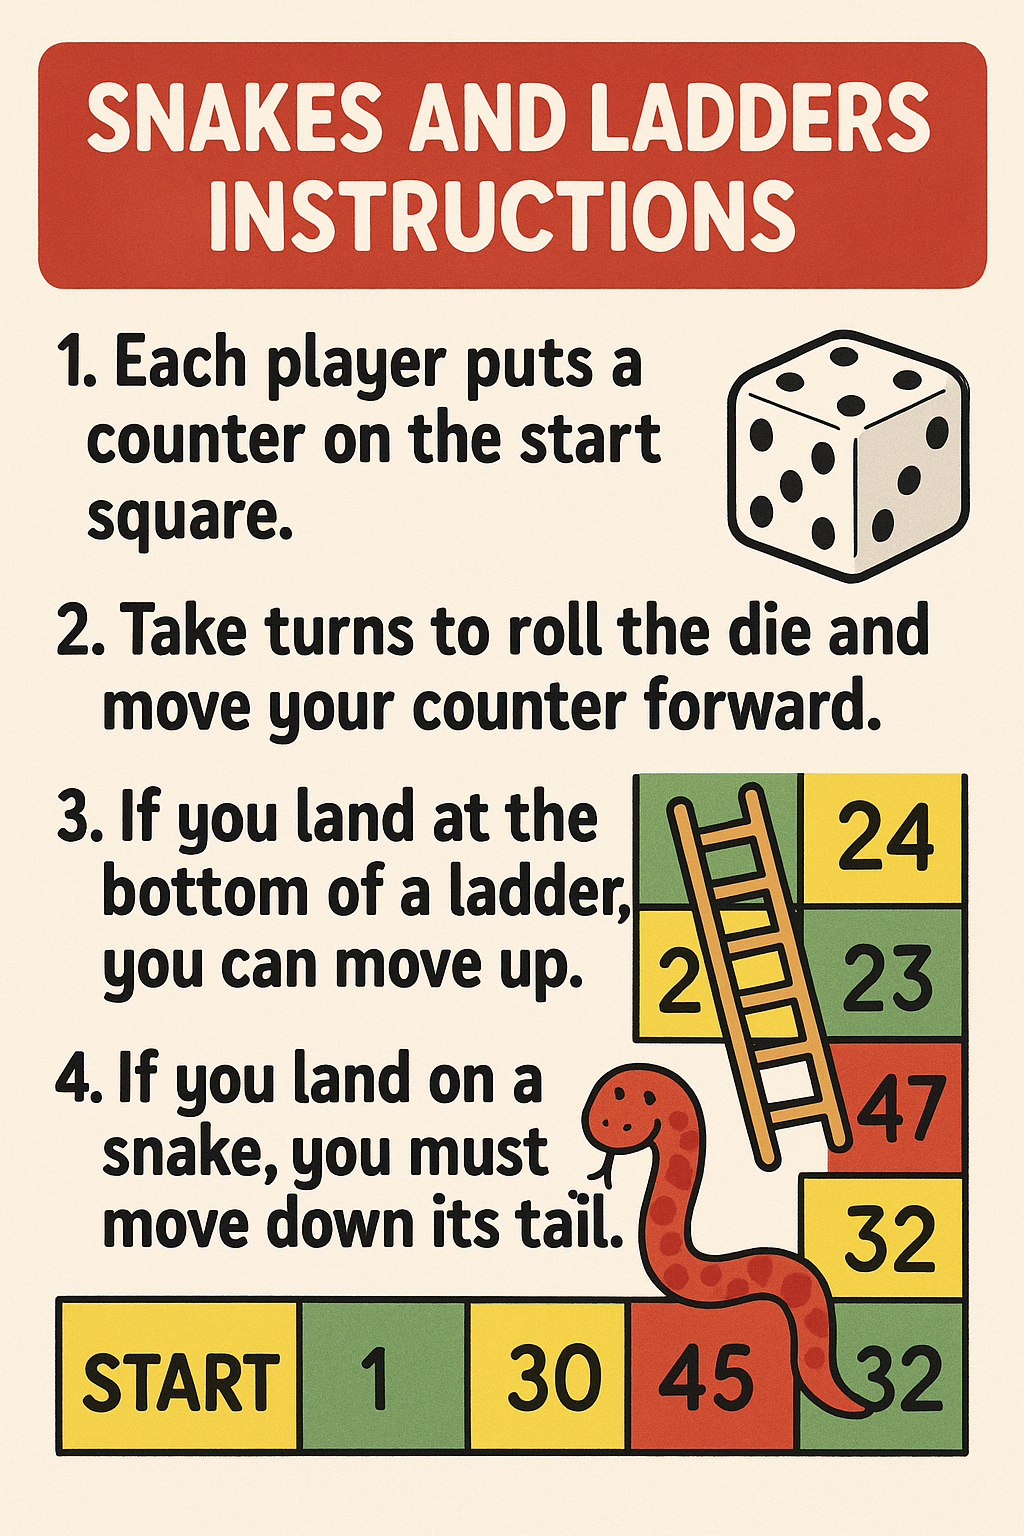 SNAKES AND LADDERS
INSTRUCTIONS
1. Each player puts a
counter on the start
square.
2. Take turns to roll the die and
move your counter forward.
3. If you land at the
bottom of a ladder,
you can move up.
4. If you land on a
snake, you must
move down its tail.
24
2
23
47
32
START
1
30
45
32